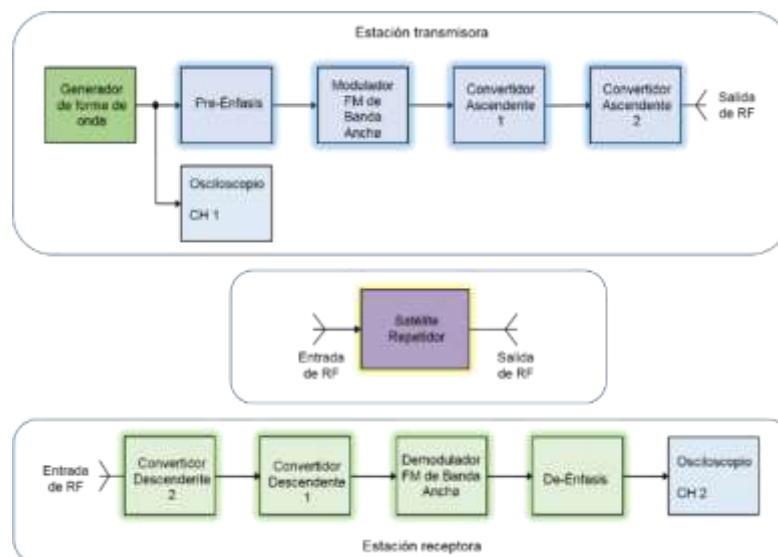 Estación transmisora
Generador
de forma de
onda
Pre-Énfasis
Modulador
FM de
Banda
Ancha
Convertidor
Ascendente
1
Convertidor
Ascendente
2
Salida
de RF
Osciloscopio
CH 1
Satélite
Repetidor
Entrada
de RF
Salida
de RF
Entrada
de RF
Convertidor
Descendente
2
Convertidor
Descendente
1
Demodulador
FM de Banda
Ancha
De-Énfasis
Osciloscopio
CH 2
Estación receptora